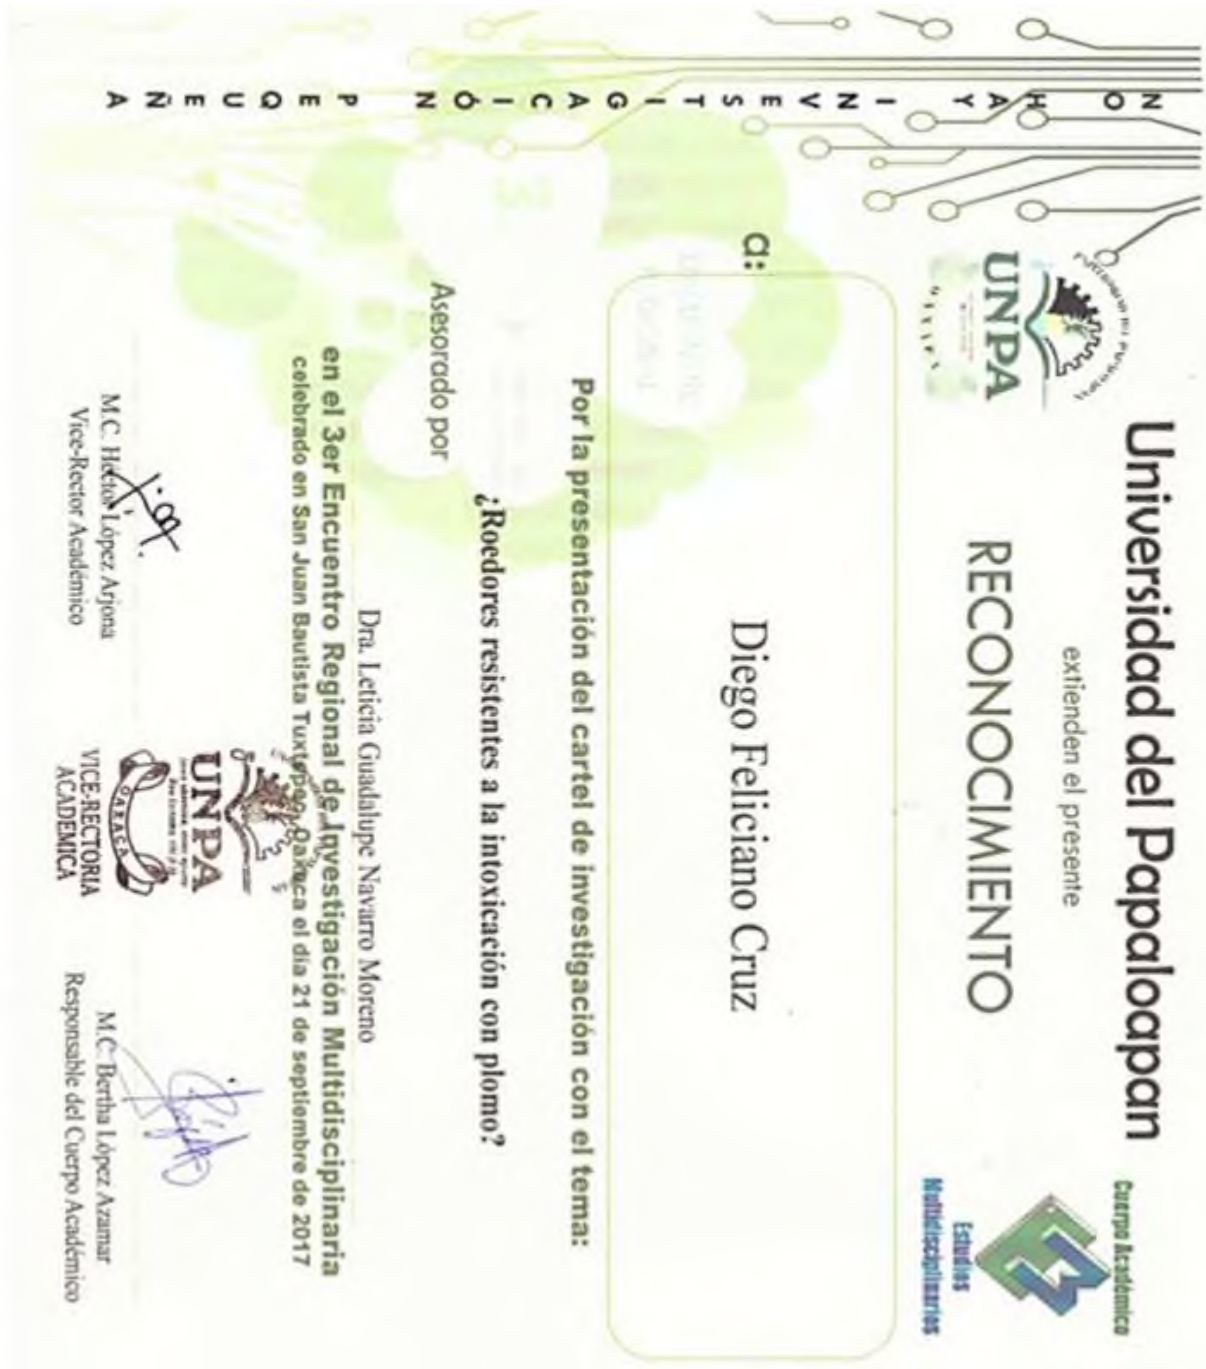 NO HAY INVESTIGACIÓN PEQUEÑA
UNPA
Universidad del Papaloapan
extienden el presente
RECONOCIMIENTO
Cuerpo Académico
Estudios
Multidisciplinarios
a:
Diego Feliciano Cruz
Por la presentación del cartel de investigación con el tema:
¿Roedores resistentes a la intoxicación con plomo?
Asesorado por
Dra. Leticia Guadalupe Navarro Moreno
en el 3er Encuentro Regional de Investigación Multidisciplinaria
celebrado en San Juan Bautista Tuxtepec, Oaxaca el día 21 de septiembre de 2017
M.C. Héctor López Arjona
Vice-Rector Académico
UNPA
OAXACA
VICE-RECTORIA
ACADEMICA
M.C. Bertha López Azamar
Responsable del Cuerpo Académico